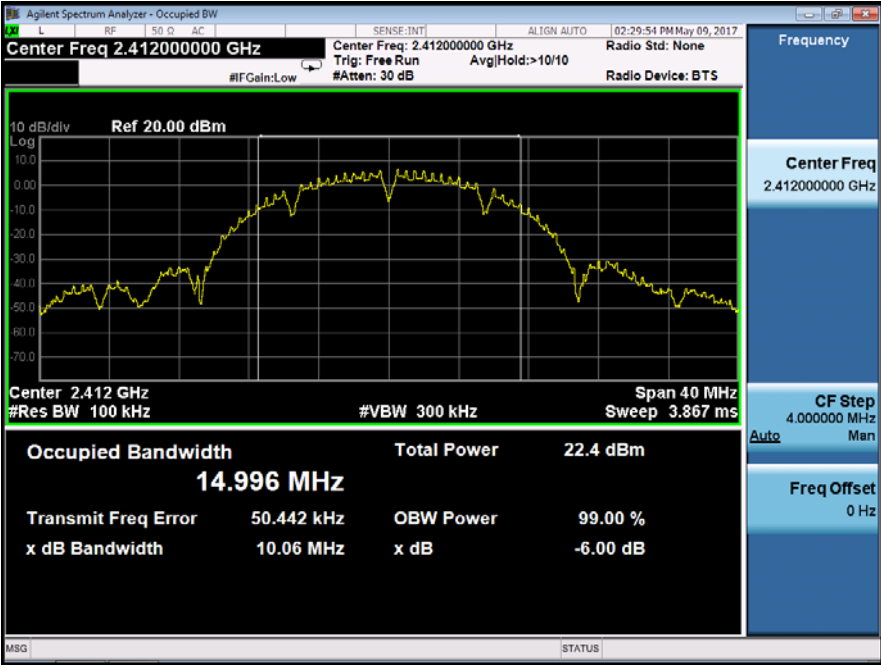 Agilent Spectrum Analyzer - Occupied BW
LXI L RF 50 Ω AC SENSE:INT ALIGN AUTO 02:29:54 PM May 09, 2017
Center Freq 2.412000000 GHz
Center Freq: 2.412000000 GHz
Radio Std: None
Trig: Free Run Avg|Hold:>10/10
#IFGain:Low #Atten: 30 dB
Radio Device: BTS
Frequency
10 dB/div Ref 20.00 dBm
Log
10.0
0.00
-10.0
-20.0
-30.0
-40.0
-50.0
-60.0
-70.0
Center 2.412 GHz Span 40 MHz
#Res BW 100 kHz #VBW 300 kHz Sweep 3.867 ms
Center Freq
2.412000000 GHz
CF Step
4.000000 MHz
Auto Man
Freq Offset
0 Hz
Occupied Bandwidth Total Power 22.4 dBm
14.996 MHz
Transmit Freq Error 50.442 kHz OBW Power 99.00 %
x dB Bandwidth 10.06 MHz x dB -6.00 dB
MSG STATUS